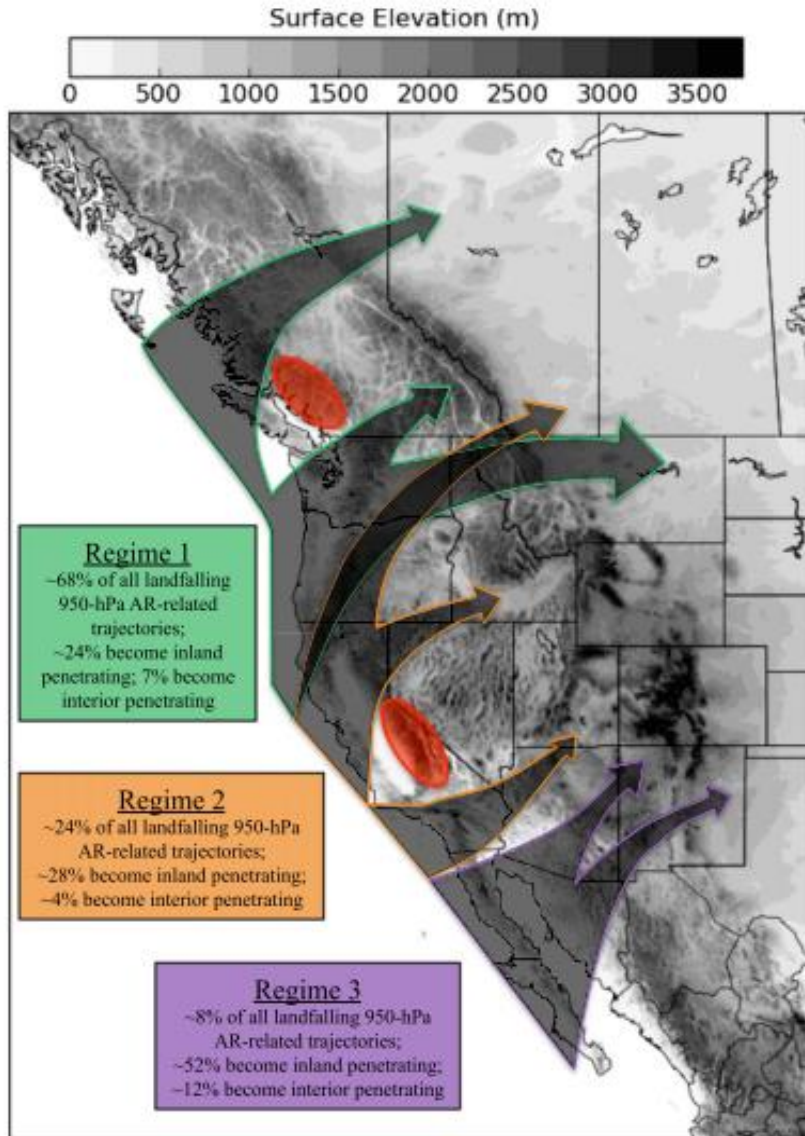 Surface Elevation (m)
0 500 1000 1500 2000 2500 3000 3500
Regime 1
~68% of all landfalling
950-hPa AR-related
trajectories;
~24% become inland
penetrating; 7% become
interior penetrating
Regime 2
~24% of all landfalling 950-hPa
AR-related trajectories;
~28% become inland penetrating;
~4% become interior penetrating
Regime 3
~8% of all landfalling 950-hPa
AR-related trajectories;
~52% become inland penetrating;
~12% become interior penetrating